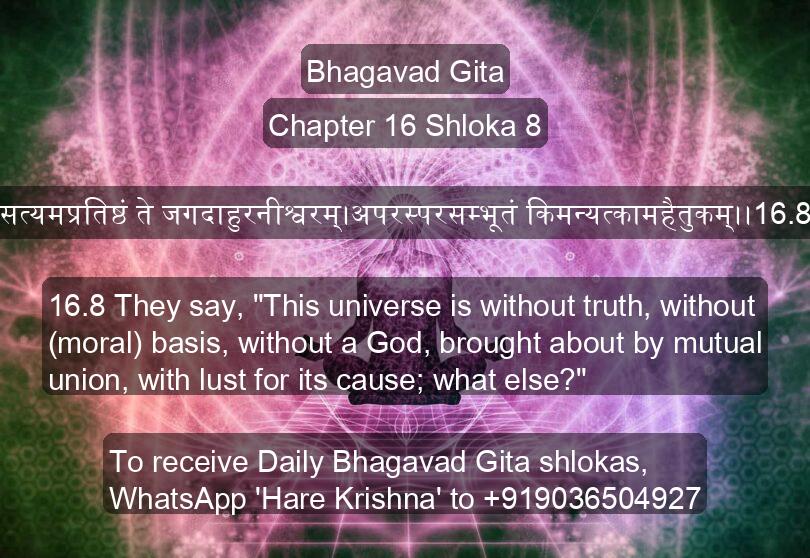 Bhagavad Gita
Chapter 16 Shloka 8
सत्यमप्रतिष्ठं ते जगदाहुरनीश्वरम्।अपरस्परसम्भूतं किमन्यत्कामहैतुकम्।।16.8
16.8 They say, "This universe is without truth, without
(moral) basis, without a God, brought about by mutual
union, with lust for its cause; what else?"
To receive Daily Bhagavad Gita shlokas,
WhatsApp 'Hare Krishna' to +919036504927